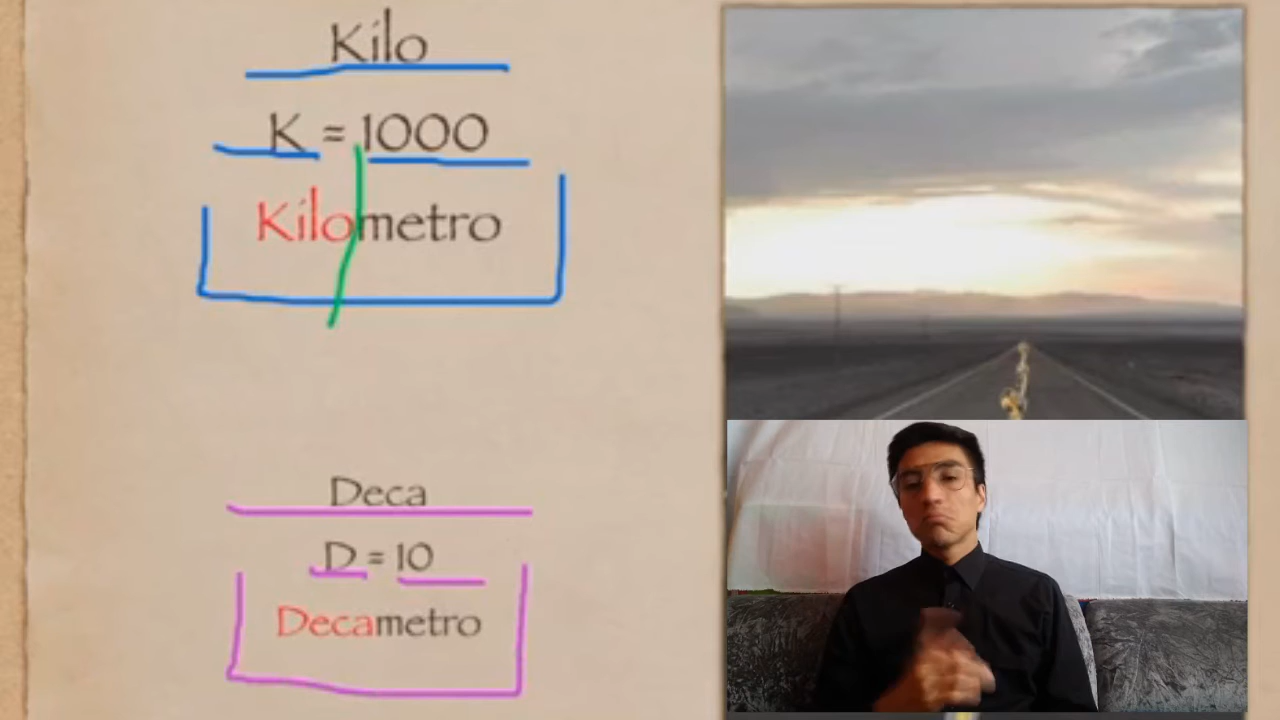 Kilo
K = 1000
Kilometro
Deca
D = 10
Decametro